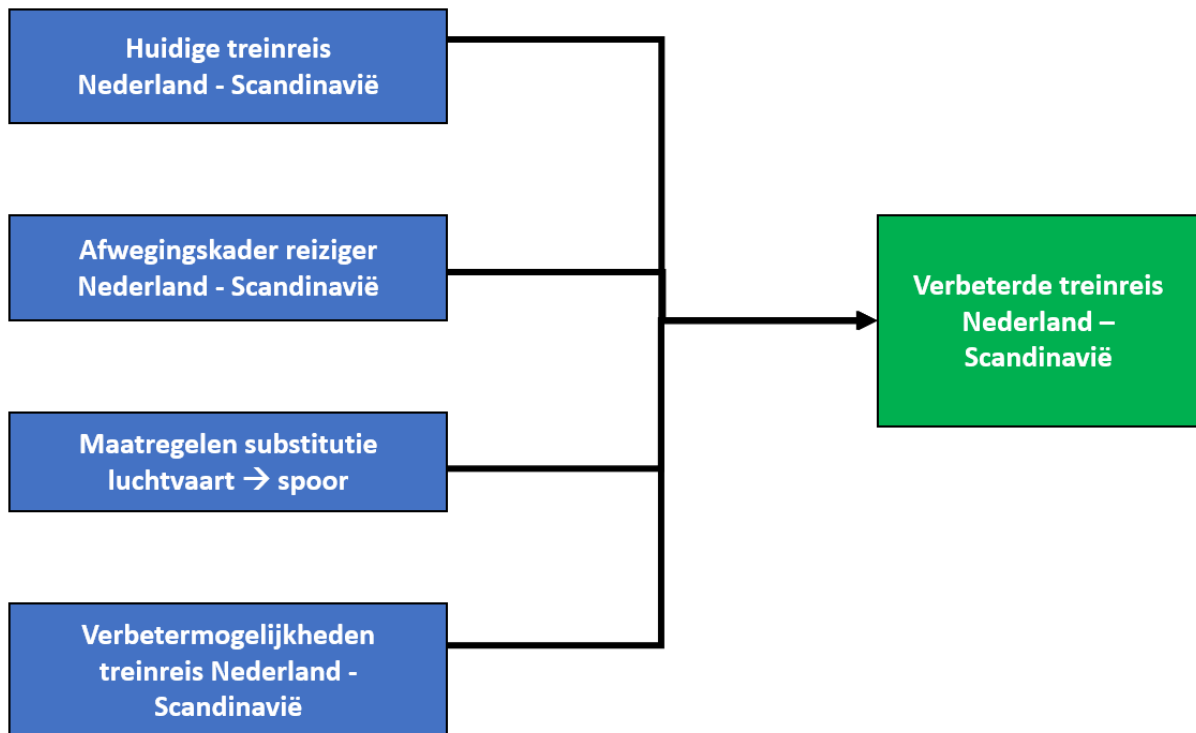 Huidige treinreis
Nederland - Scandinavië
Afwegingskader reiziger
Nederland - Scandinavië
Maatregelen substitutie
luchtvaart → spoor
Verbetermogelijkheden
treinreis Nederland -
Scandinavië
Verbeterde treinreis
Nederland –
Scandinavië